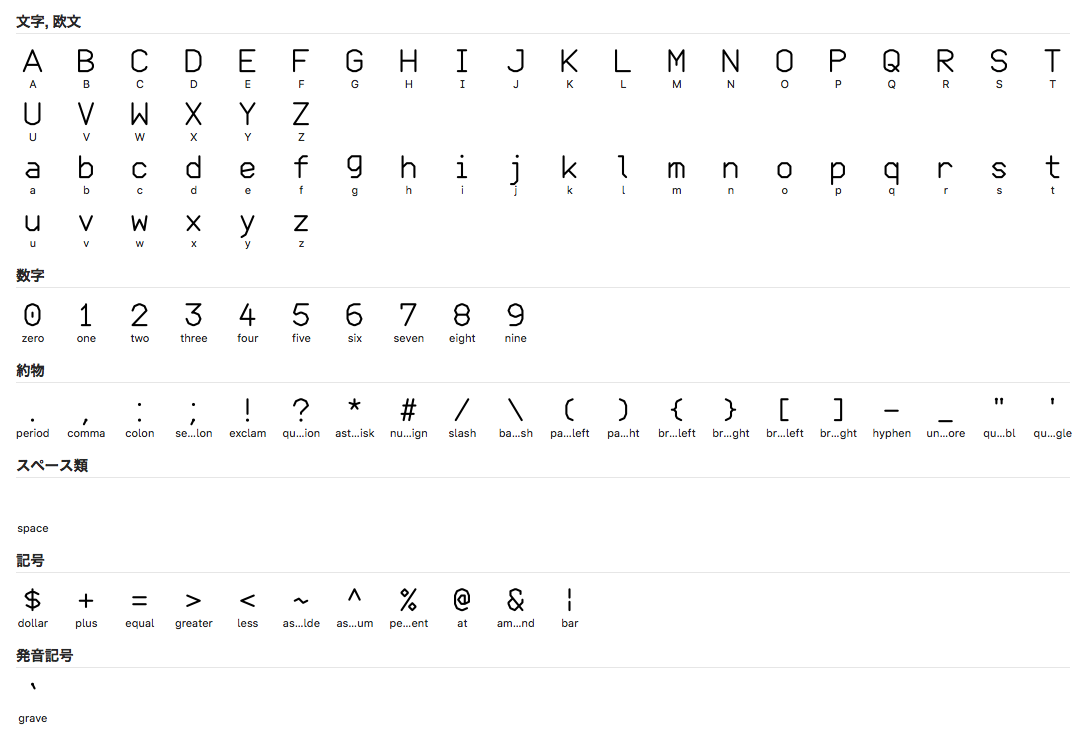 文字, 欧文
A B C D E F G H I J K L M N O P Q R S T
A B C D E F G H I J K L M N O P Q R S T
U V W X Y Z
U V W X Y Z
a b c d e f g h i j k l m n o p q r s t
a b c d e f g h i j k l m n o p q r s t
u v w x y z
u v w x y z
数字
0 1 2 3 4 5 6 7 8 9
zero one two three four five six seven eight nine
約物
. , : ; ! ? * # / \ ( ) { } [ ] - _ " '
period comma colon se...lon exclam qu...ion ast...isk nu...ign slash ba...sh pa...left pa...ht br...left br...ght br...left br...ght hyphen un...ore qu...bl qu...gle
スペース類
space
記号
$ + = > < ~ ^ % @ & ¦
dollar plus equal greater less as...lde as...um pe...ent at am...nd bar
発音記号
`
grave